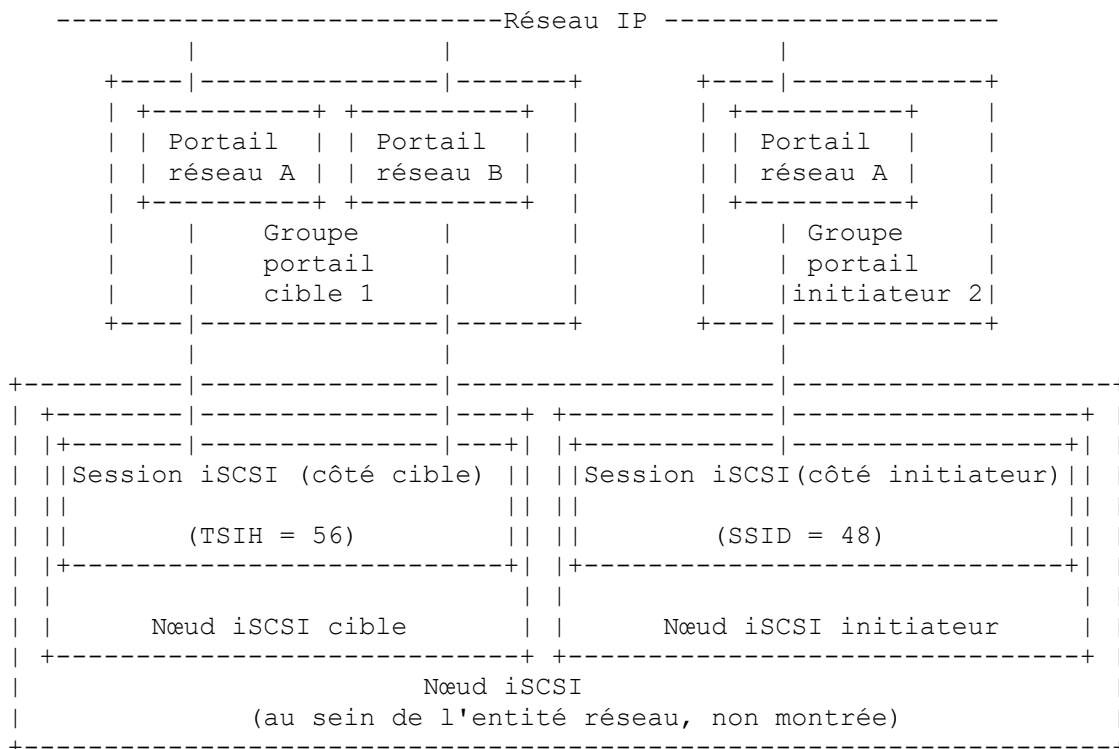 Réseau IP
Portail Portail Portail
réseau A réseau B réseau A
Groupe Groupe
portail portail
cible 1 initiateur 2
Session iSCSI (côté cible) Session iSCSI(côté initiateur)
(TSIH = 56) (SSID = 48)
Nœud iSCSI cible Nœud iSCSI initiateur
Nœud iSCSI
(au sein de l'entité réseau, non montrée)